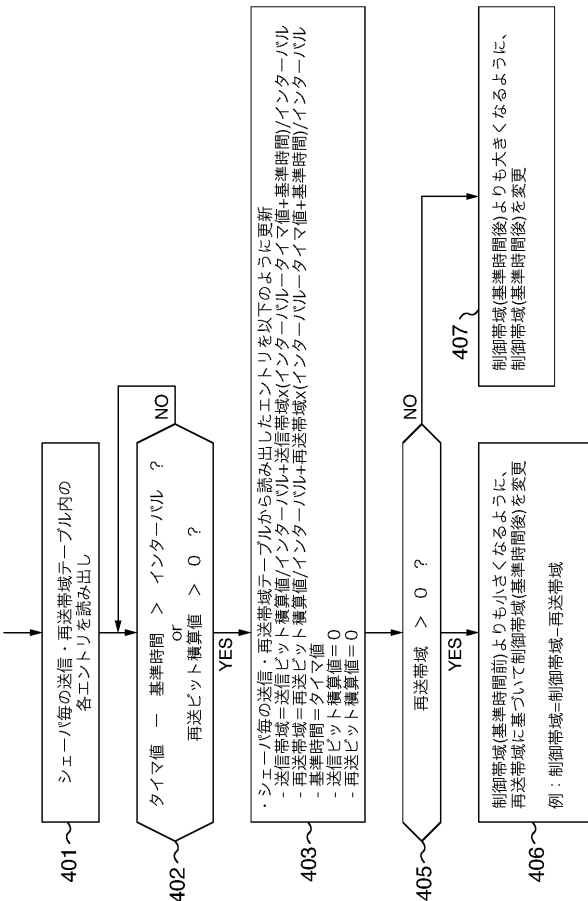 シェーパ毎の送信・再送帯域テーブル内の
各エントリを読み出し
401
タイマ値 － 基準時間 > インターバル ?
or
再送ビット積算値 > 0 ?
402
NO
YES
・シェーパ毎の送信・再送帯域テーブルから読み出したエントリを以下のように更新
- 送信帯域=送信ビット積算値/インターバル+送信帯域x(インターバル-タイマ値+基準時間)/インターバル
- 再送帯域=再送ビット積算値/インターバル+再送帯域x(インターバル-タイマ値+基準時間)/インターバル
- 基準時間=タイマ値
- 送信ビット積算値=0
- 再送ビット積算値=0
403
再送帯域 > 0 ?
405
NO
YES
制御帯域(基準時間前)よりも小さくなるように、
再送帯域に基づいて制御帯域(基準時間後)を変更
例：制御帯域=制御帯域-再送帯域
406
407
制御帯域(基準時間後)よりも大きくなるように、
制御帯域(基準時間後)を変更